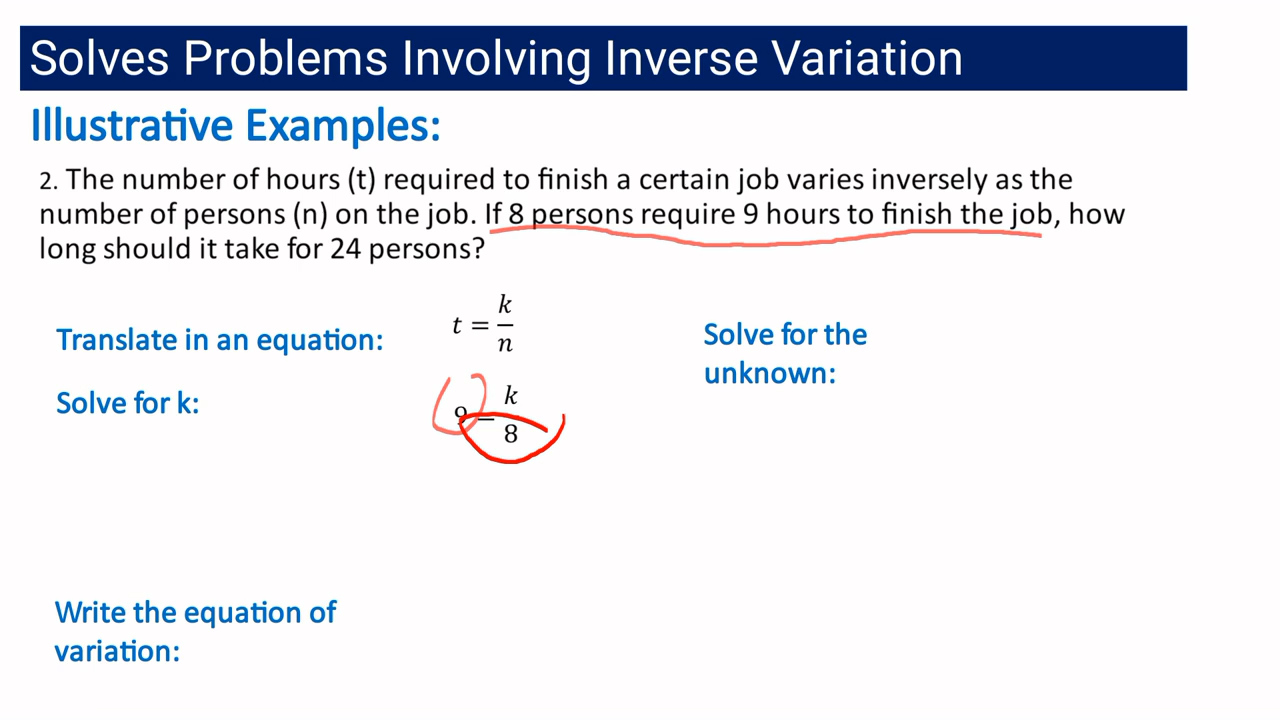 Solves Problems Involving Inverse Variation
Illustrative Examples:
2. The number of hours (t) required to finish a certain job varies inversely as the
number of persons (n) on the job. If 8 persons require 9 hours to finish the job, how
long should it take for 24 persons?
Translate in an equation:
t = k/n
Solve for k:
9 = k/8
Write the equation of
variation:
Solve for the
unknown: